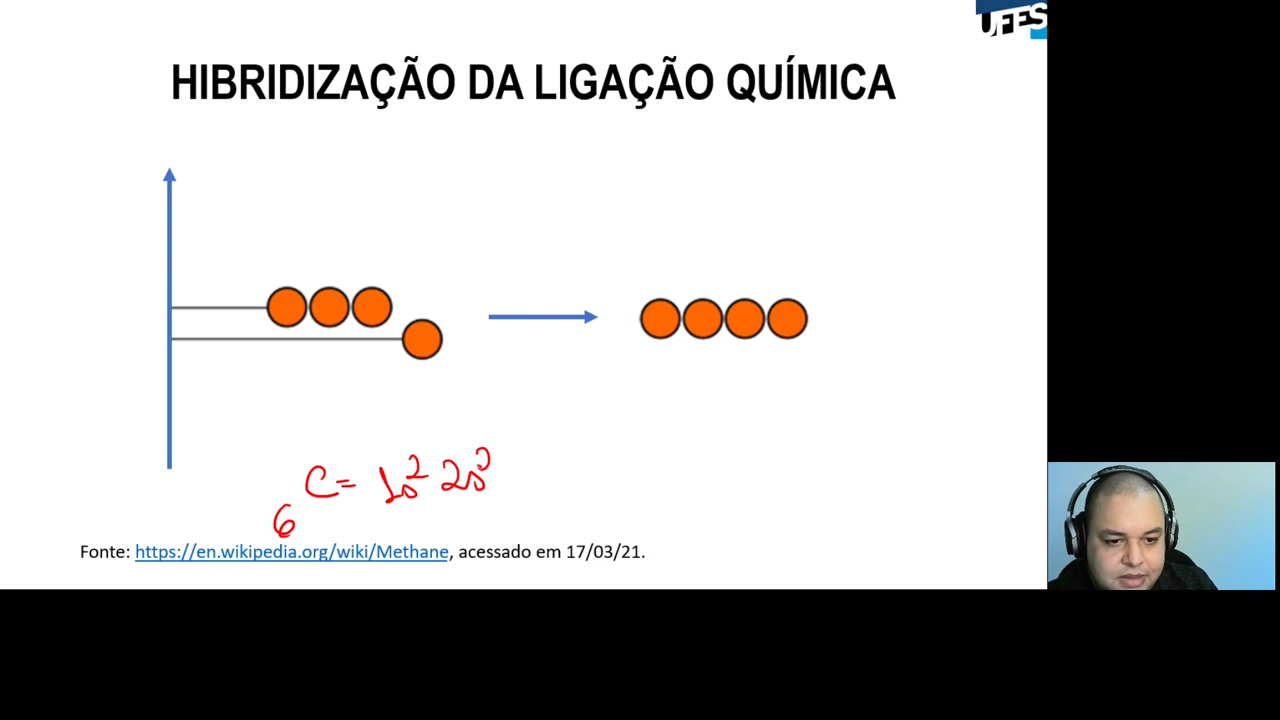 UFES
HIBRIDIZAÇÃO DA LIGAÇÃO QUÍMICA
C= 1s² 2s²
6
Fonte: https://en.wikipedia.org/wiki/Methane, acessado em 17/03/21.